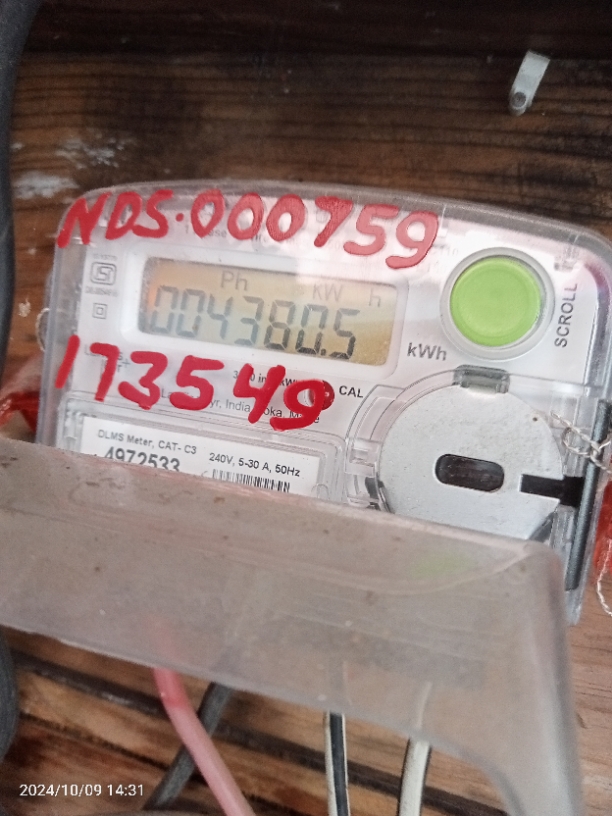 NDS.000759
Ph kW h
004380.5
kWh
SCROLL
173549
CAL
India
DLMS Meter, CAT- C3
240V, 5-30 A, 50Hz
4972533
2024/10/09 14:31